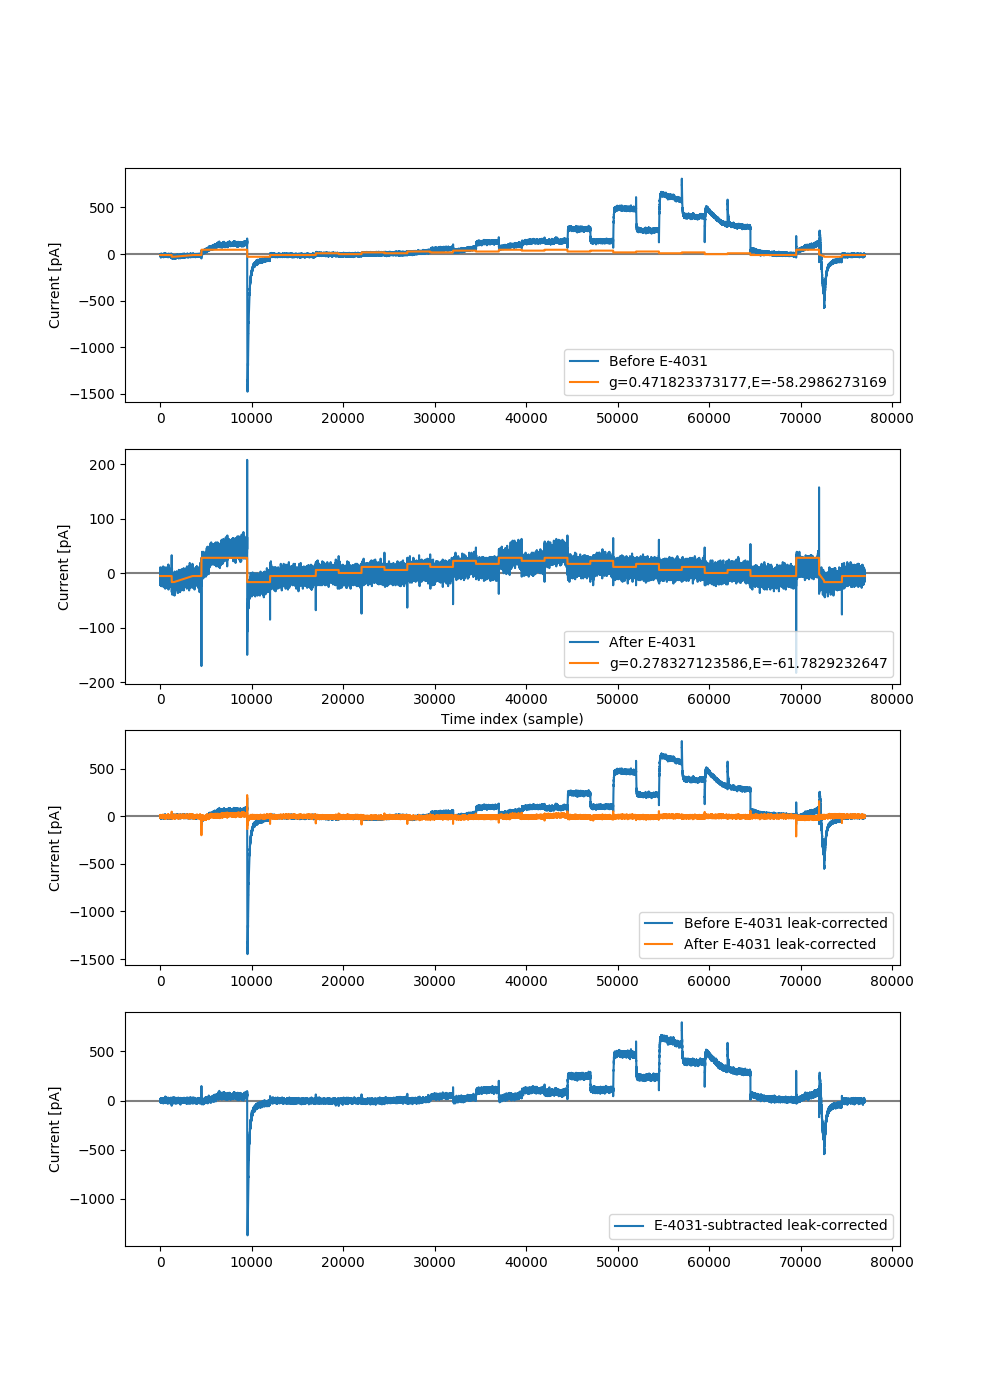 500
0
−500
−1000
−1500
Current [pA]
Before E-4031
g=0.471823373177,E=-58.2986273169
0 10000 20000 30000 40000 50000 60000 70000 80000
200
100
0
−100
−200
Current [pA]
After E-4031
g=0.278327123586,E=-61.7829232647
0 10000 20000 30000 40000 50000 60000 70000 80000
Time index (sample)
500
0
−500
−1000
−1500
Current [pA]
Before E-4031 leak-corrected
After E-4031 leak-corrected
0 10000 20000 30000 40000 50000 60000 70000 80000
500
0
−500
−1000
Current [pA]
E-4031-subtracted leak-corrected
0 10000 20000 30000 40000 50000 60000 70000 80000